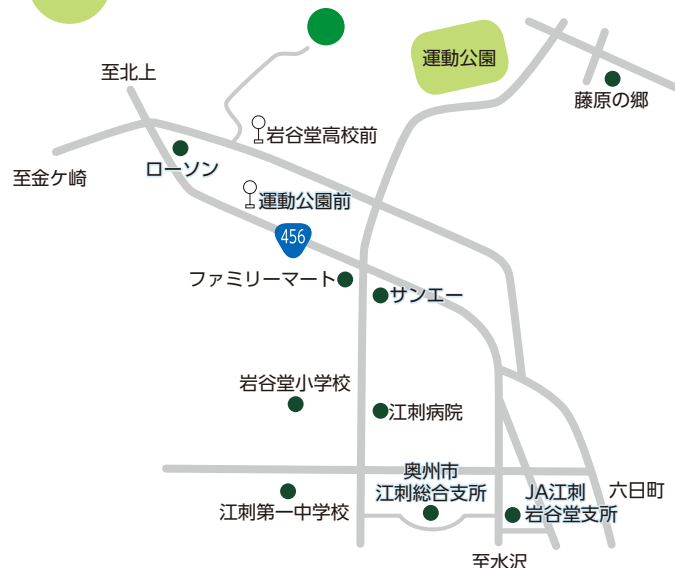 運動公園
至北上
藤原の郷
岩谷堂高校前
ローソン
至金ケ崎
運動公園前
456
ファミリーマート
サンエー
岩谷堂小学校
江刺病院
奥州市
江刺総合支所
JA江刺
岩谷堂支所
六日町
江刺第一中学校
至水沢